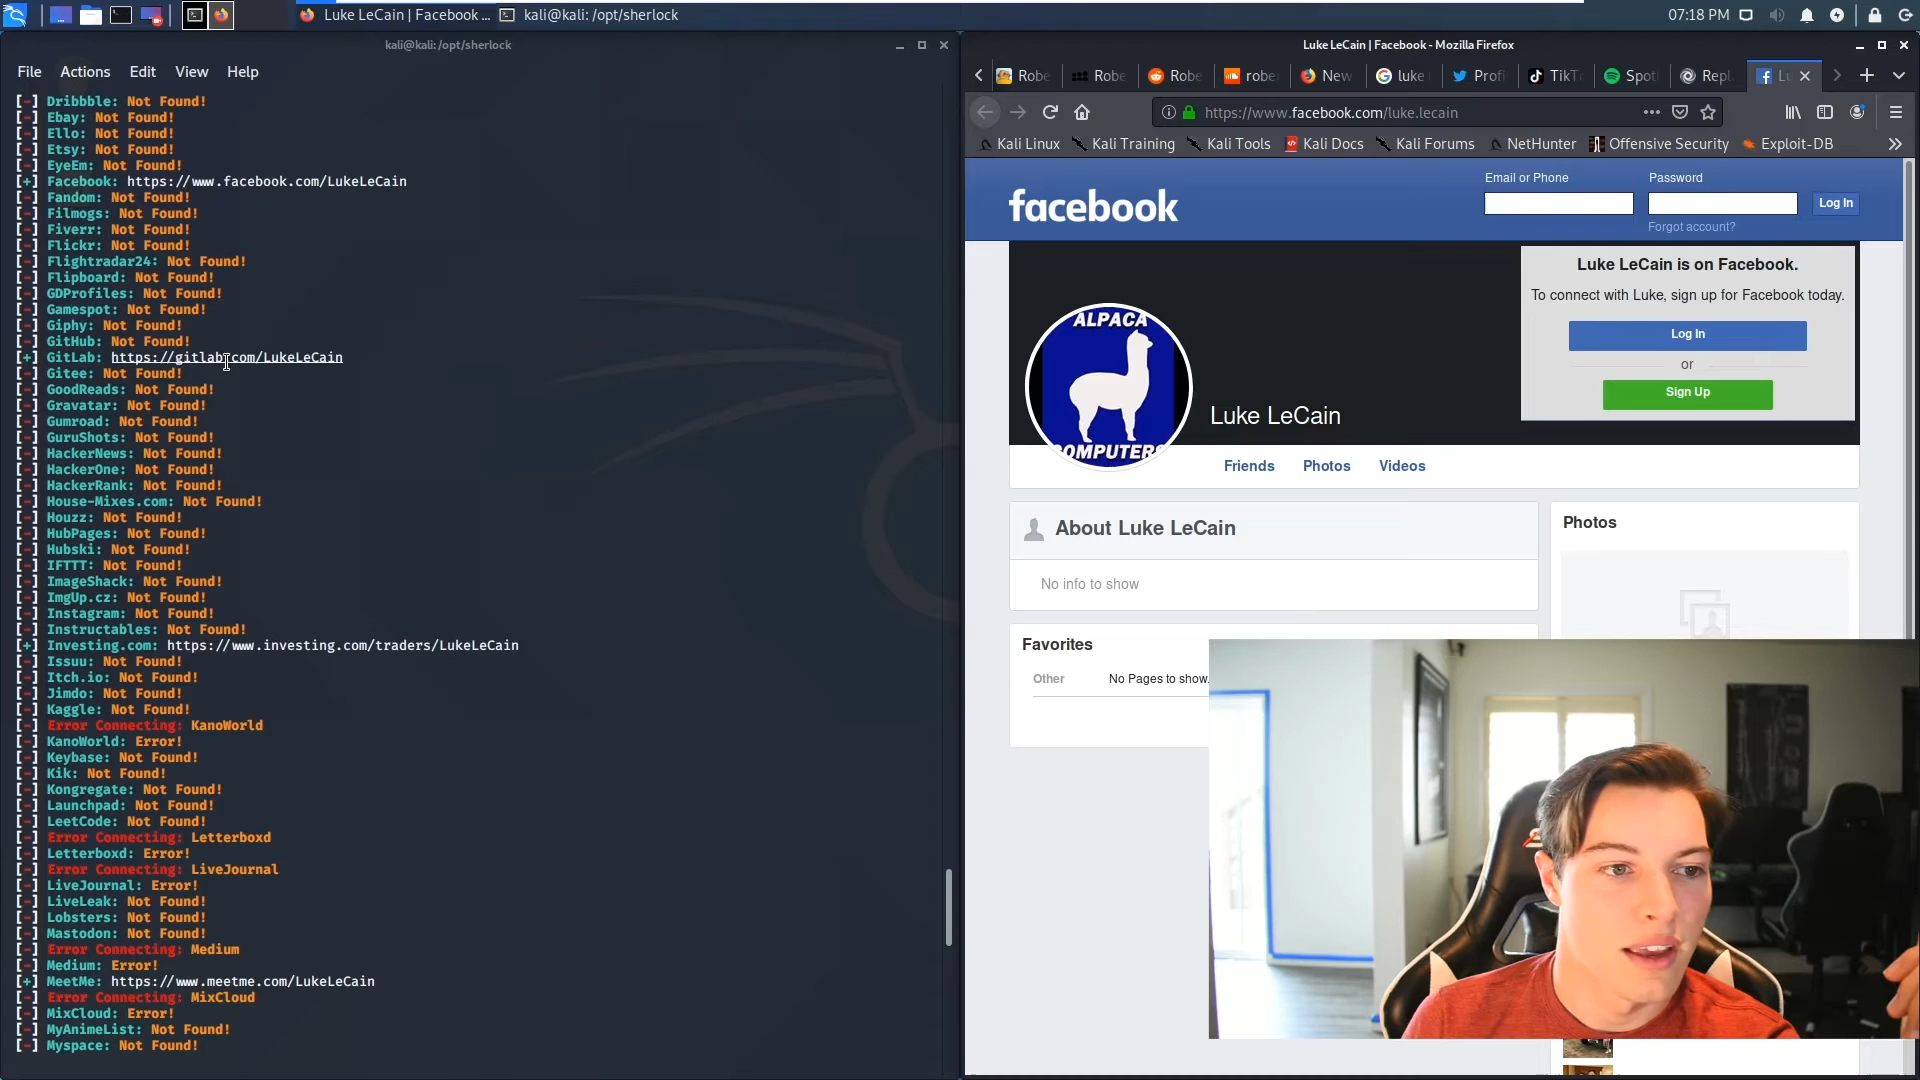 07:18 PM
Luke LeCain | Facebook ...
kali@kali: /opt/sherlock
kali@kali:/opt/sherlock
File Actions Edit View Help
[-] Dribbble: Not Found!
[-] Ebay: Not Found!
[-] Ello: Not Found!
[-] Etsy: Not Found!
[-] EyeEm: Not Found!
[+] Facebook: https://www.facebook.com/LukeLeCain
[-] Fandom: Not Found!
[-] Filmogs: Not Found!
[-] Fiverr: Not Found!
[-] Flickr: Not Found!
[-] Flightradar24: Not Found!
[-] Flipboard: Not Found!
[-] GDProfiles: Not Found!
[-] Gamespot: Not Found!
[-] Giphy: Not Found!
[-] GitHub: Not Found!
[+] GitLab: https://gitlab.com/LukeLeCain
[-] Gitee: Not Found!
[-] GoodReads: Not Found!
[-] Gravatar: Not Found!
[-] Gumroad: Not Found!
[-] GuruShots: Not Found!
[-] HackerNews: Not Found!
[-] HackerOne: Not Found!
[-] HackerRank: Not Found!
[-] House-Mixes.com: Not Found!
[-] Houzz: Not Found!
[-] HubPages: Not Found!
[-] Hubski: Not Found!
[-] IFTTT: Not Found!
[-] ImageShack: Not Found!
[-] ImgUp.cz: Not Found!
[-] Instagram: Not Found!
[-] Instructables: Not Found!
[+] Investing.com: https://www.investing.com/traders/LukeLeCain
[-] Issuu: Not Found!
[-] Itch.io: Not Found!
[-] Jimdo: Not Found!
[-] Kaggle: Not Found!
[-] Error Connecting: KanoWorld
[-] KanoWorld: Error!
[-] Keybase: Not Found!
[-] Kik: Not Found!
[-] Kongregate: Not Found!
[-] Launchpad: Not Found!
[-] LeetCode: Not Found!
[-] Error Connecting: Letterboxd
[-] Letterboxd: Error!
[-] Error Connecting: LiveJournal
[-] LiveJournal: Error!
[-] LiveLeak: Not Found!
[-] Lobsters: Not Found!
[-] Mastodon: Not Found!
[-] Error Connecting: Medium
[-] Medium: Error!
[+] MeetMe: https://www.meetme.com/LukeLeCain
[-] Error Connecting: MixCloud
[-] MixCloud: Error!
[-] MyAnimeList: Not Found!
[-] Myspace: Not Found!
Luke LeCain | Facebook - Mozilla Firefox
Robe Robe Robe rober New luke Profi TikT Spot Repl Lu
https://www.facebook.com/luke.lecain
Kali Linux Kali Training Kali Tools Kali Docs Kali Forums NetHunter Offensive Security Exploit-DB
facebook
Email or Phone
Password
Log In
Forgot account?
Luke LeCain is on Facebook.
To connect with Luke, sign up for Facebook today.
Log In
or
Sign Up
ALPACA
COMPUTERS
Luke LeCain
Friends Photos Videos
About Luke LeCain
No info to show
Photos
Favorites
Other No Pages to show.